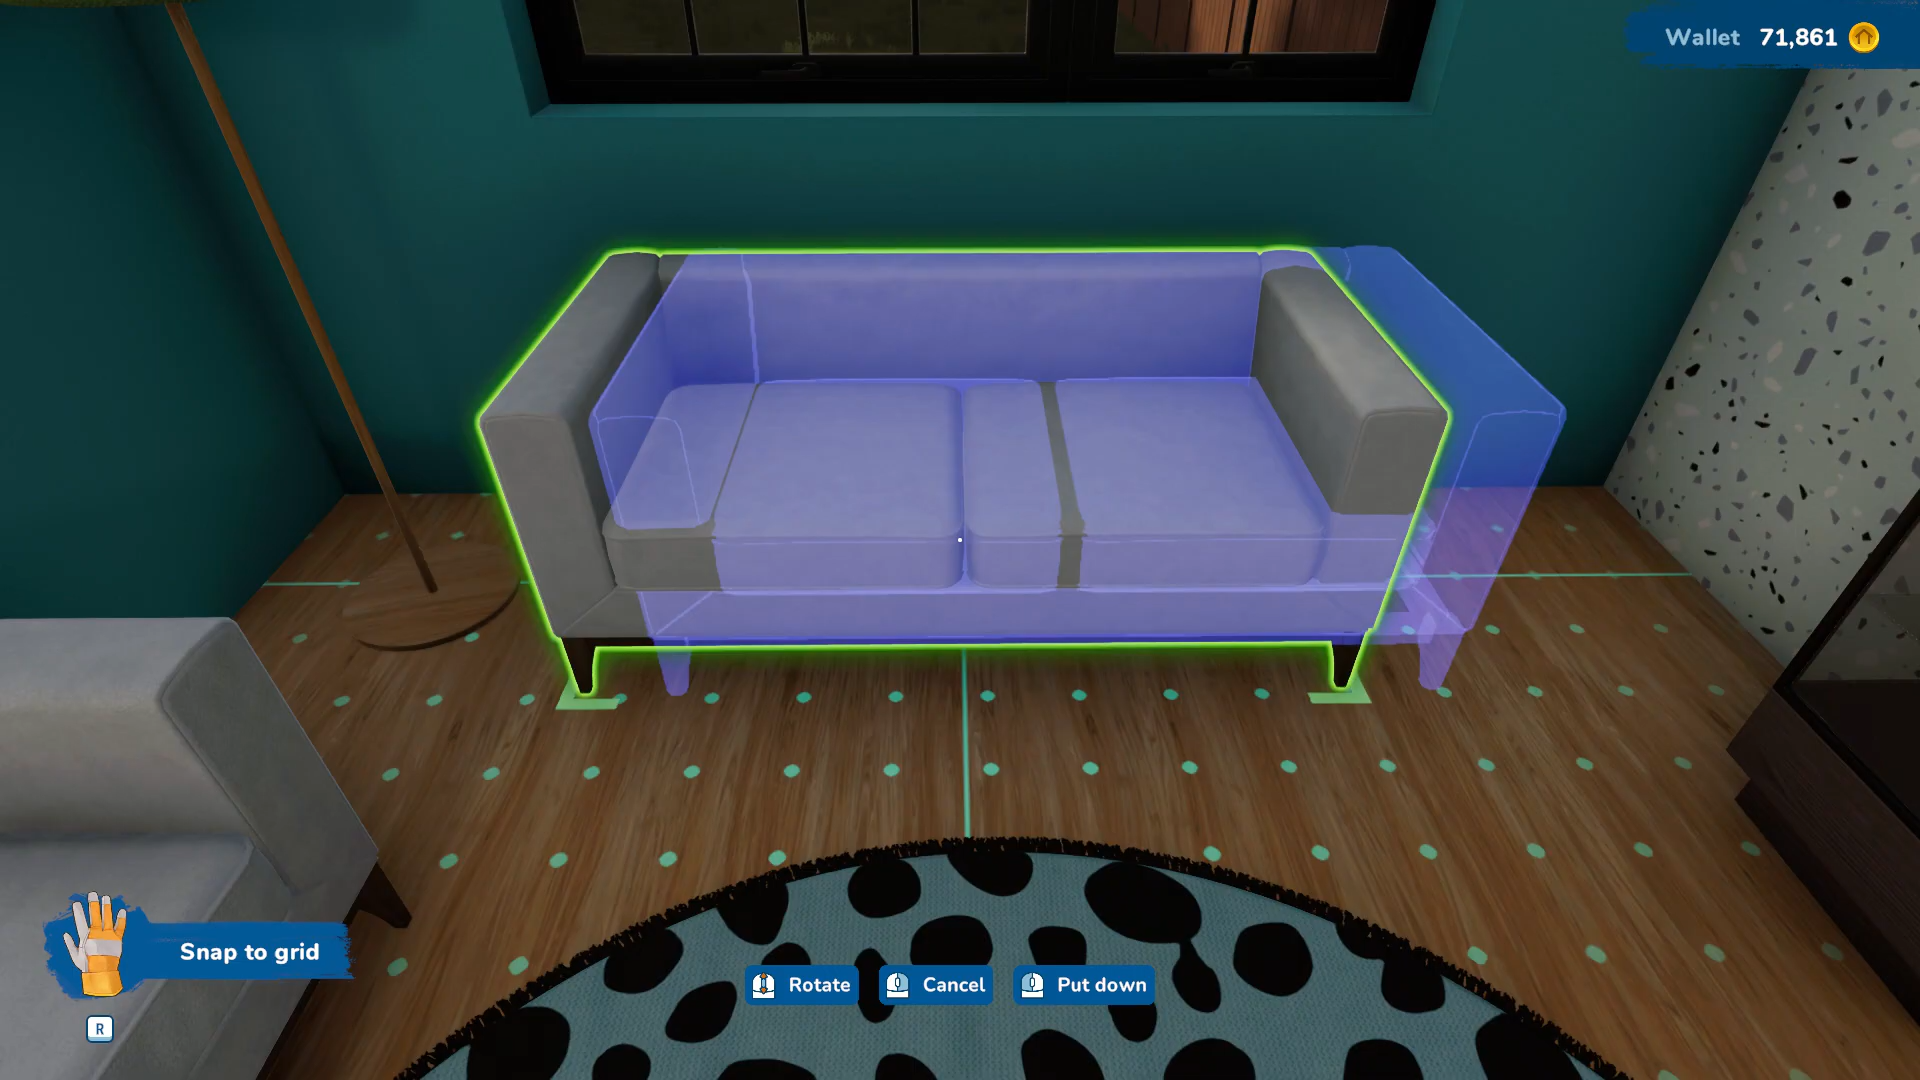 Wallet 71,861
Snap to grid
R
Rotate
Cancel
Put down